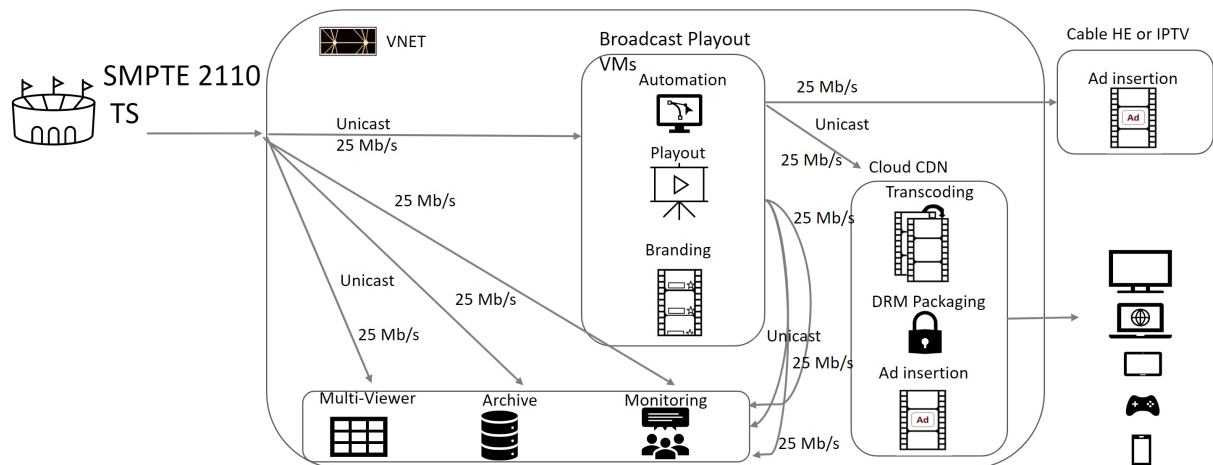 VNET
SMPTE 2110
TS
Broadcast Playout
VMs
Automation
Playout
Branding
Cable HE or IPTV
Ad insertion
Ad
25 Mb/s
Unicast
25 Mb/s
Unicast
25 Mb/s
25 Mb/s
Unicast
25 Mb/s
25 Mb/s
Cloud CDN
Transcoding
DRM Packaging
Ad insertion
Ad
25 Mb/s
Unicast
25 Mb/s
25 Mb/s
Multi-Viewer
Archive
Monitoring